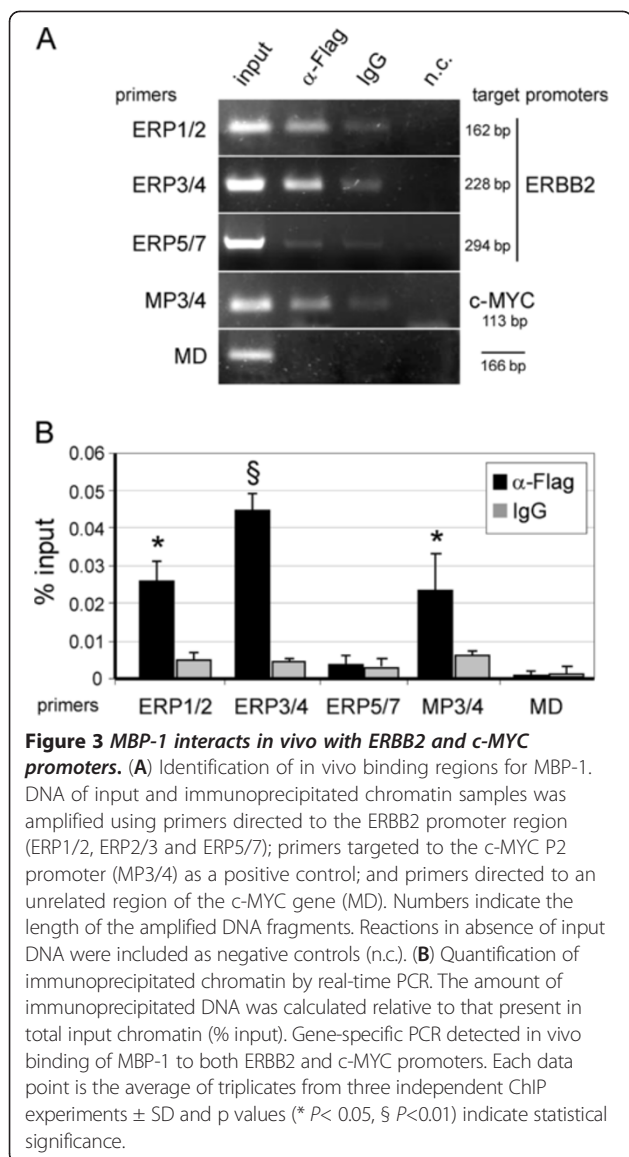 A
input α-Flag IgG n.c.
primers target promoters
ERP1/2 162 bp
ERP3/4 228 bp ERBB2
ERP5/7 294 bp
MP3/4 c-MYC
113 bp
MD 166 bp
B
0.06
0.05
0.04
0.03
0.02
0.01
0
% input
* § *
α-Flag
IgG
primers ERP1/2 ERP3/4 ERP5/7 MP3/4 MD
Figure 3 MBP-1 interacts in vivo with ERBB2 and c-MYC
promoters. (A) Identification of in vivo binding regions for MBP-1.
DNA of input and immunoprecipitated chromatin samples was
amplified using primers directed to the ERBB2 promoter region
(ERP1/2, ERP2/3 and ERP5/7); primers targeted to the c-MYC P2
promoter (MP3/4) as a positive control; and primers directed to an
unrelated region of the c-MYC gene (MD). Numbers indicate the
length of the amplified DNA fragments. Reactions in absence of input
DNA were included as negative controls (n.c.). (B) Quantification of
immunoprecipitated chromatin by real-time PCR. The amount of
immunoprecipitated DNA was calculated relative to that present in
total input chromatin (% input). Gene-specific PCR detected in vivo
binding of MBP-1 to both ERBB2 and c-MYC promoters. Each data
point is the average of triplicates from three independent ChIP
experiments ± SD and p values (* P< 0.05, § P<0.01) indicate statistical
significance.